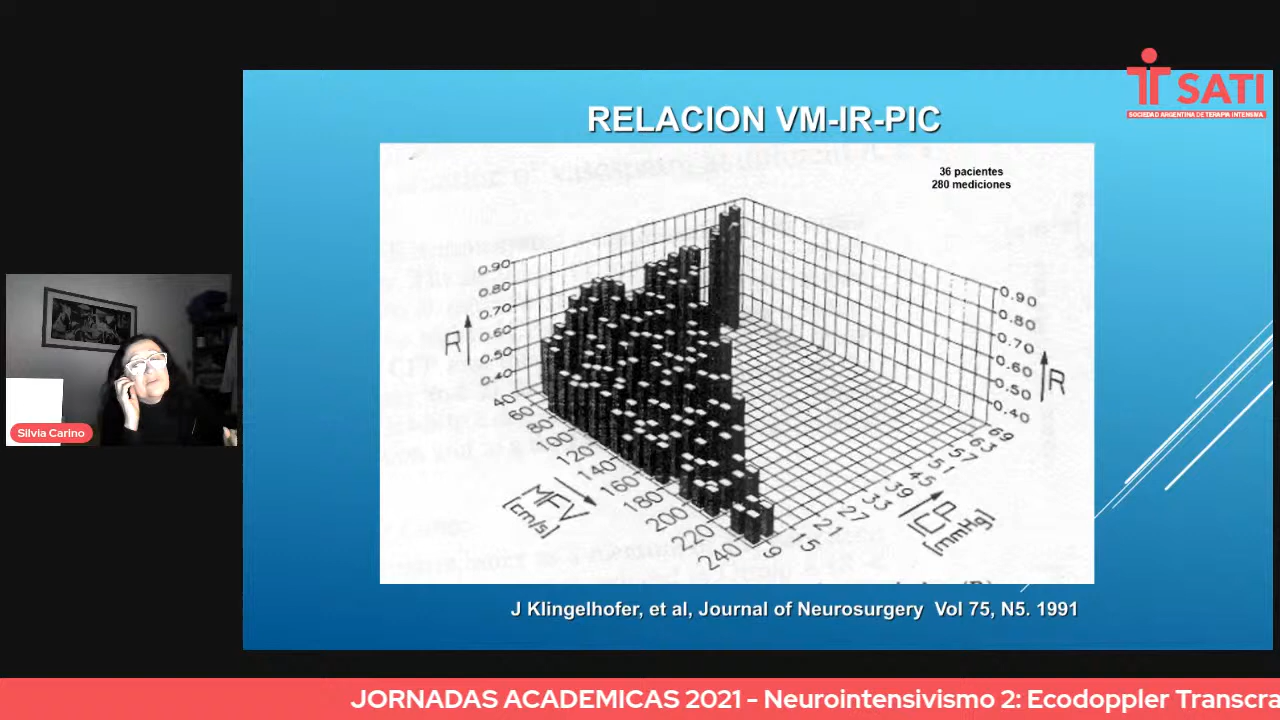 SATI
SOCIEDAD ARGENTINA DE TERAPIA INTENSIVA
RELACION VM-IR-PIC
36 pacientes
280 mediciones
0.90
0.80
0.70
0.60
0.50
0.40
R
40
60
80
100
120
140
160
180
200
220
240
MFV
[cm/s]
0.90
0.80
0.70
0.60
0.50
0.40
R
69
63
57
51
45
39
33
27
21
15
9
ICP
[mmHg]
J Klingelhofer, et al, Journal of Neurosurgery Vol 75, N5. 1991
Silvia Carino
JORNADAS ACADEMICAS 2021 - Neurointensivismo 2: Ecodoppler Transcra